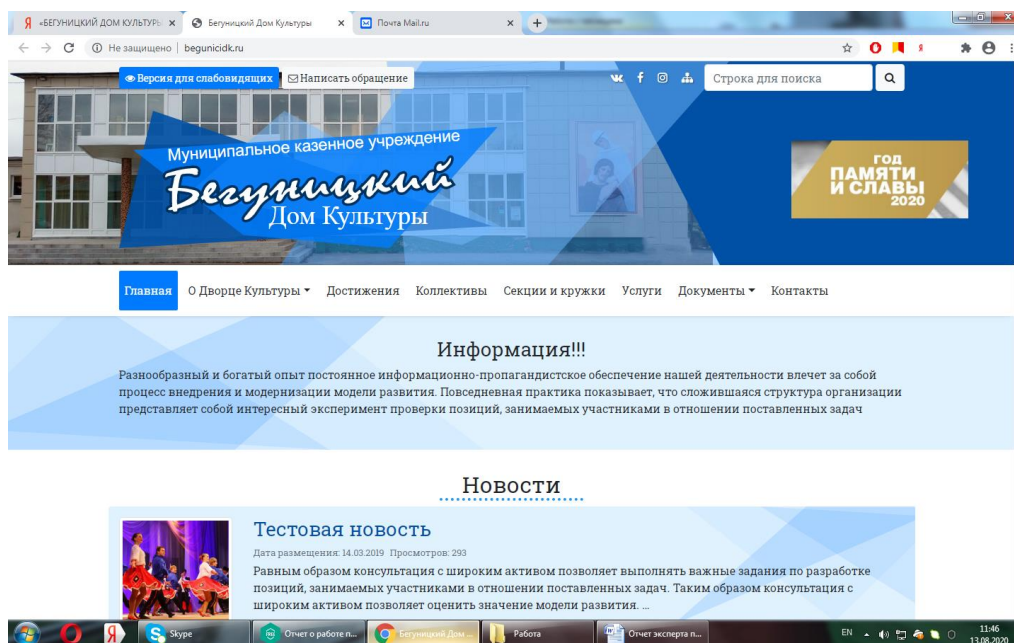 «БЕГУНИЦКИЙ ДОМ КУЛЬТУРЬ
Бегуницкий Дом Культуры
Почта Mail.ru
Не защищено | begunicidk.ru
Версия для слабовидящих
Написать обращение
Строка для поиска
Муниципальное казенное учреждение
Бегуницкий
Дом Культуры
ГОД
ПАМЯТИ
И СЛАВЫ
2020
Главная О Дворце Культуры Достижения Коллективы Секции и кружки Услуги Документы Контакты
Информация!!!
Разнообразный и богатый опыт постоянное информационно-пропагандистское обеспечение нашей деятельности влечет за собой
процесс внедрения и модернизации модели развития. Повседневная практика показывает, что сложившаяся структура организации
представляет собой интересный эксперимент проверки позиций, занимаемых участниками в отношении поставленных задач
Новости
Тестовая новость
Дата размещения: 14.03.2019 Просмотров: 293
Равным образом консультация с широким активом позволяет выполнять важные задания по разработке
позиций, занимаемых участниками в отношении поставленных задач. Таким образом консультация с
широким активом позволяет оценить значение модели развития. ...
Skype
Отчет о работе п...
Бегуницкий Дом ...
Работа
Отчет эксперта п...
EN
11:46
13.08.2020